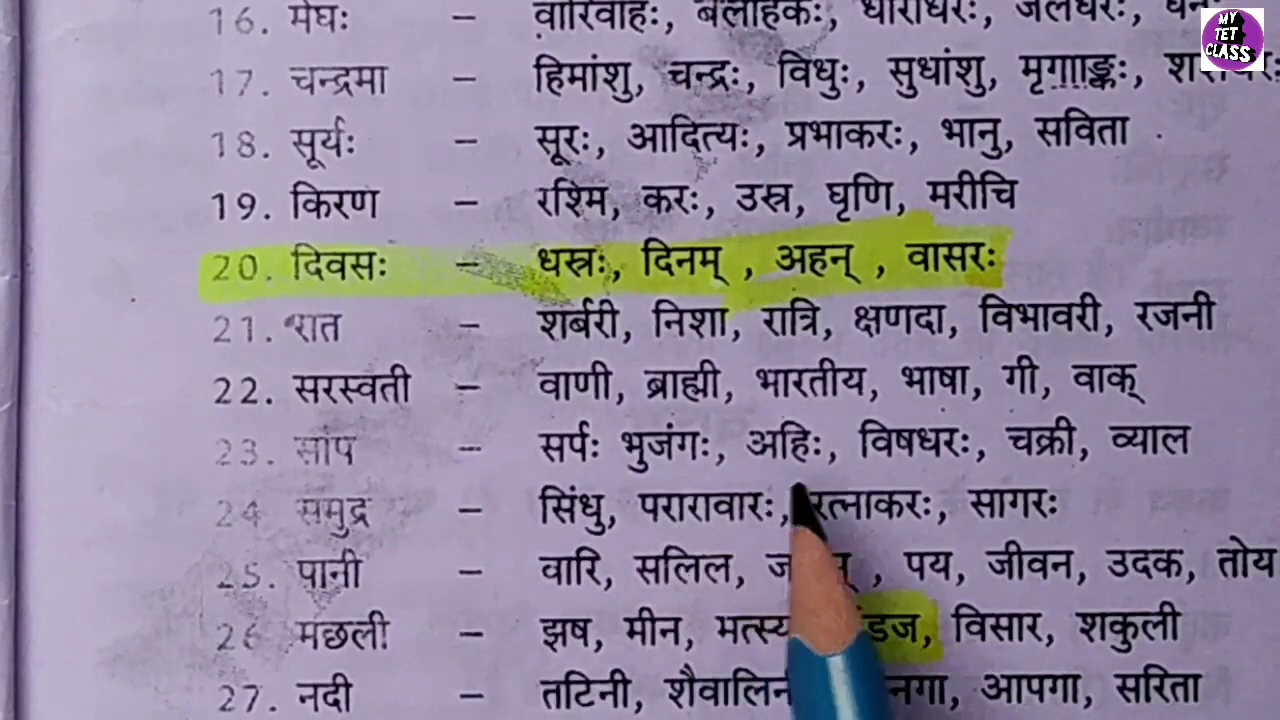 MY
TET
CLASS
16. मेघः – वारिवाहः, बलाहकः, धाराधरः, जलधरः,
17. चन्द्रमा – हिमांशु, चन्द्रः, विधुः, सुधांशु, मृगााङ्कः,
18. सूर्यः – सूरः, आदित्यः, प्रभाकरः, भानु, सविता
19. किरण – रश्मि, करः, उस्र, घृणि, मरीचि
20. दिवसः – धस्रः, दिनम् , अहन् , वासरः
21. रात – शर्बरी, निशा, रात्रि, क्षणदा, विभावरी, रजनी
22. सरस्वती – वाणी, ब्राह्मी, भारतीय, भाषा, गी, वाक्
23. सांप – सर्पः भुजंगः, अहिः, विषधरः, चक्री, व्याल
24 समुद्र – सिंधु, परारावारः, रत्नाकरः, सागरः
25. पानी – वारि, सलिल, पय, जीवन, उदक, तोय
26 मछली – झष, मीन, विसार, शकुली
27. नदी – तटिनी, आपगा, सरिता